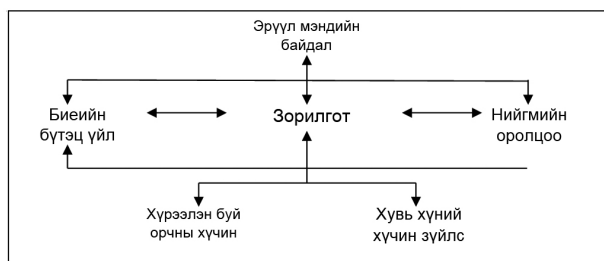 Эрүүл мэндийн
байдал
Биеийн
бүтэц үйл
Зорилгот
Нийгмийн
оролцоо
Хүрээлэн буй
орчны хүчин
Хувь хүний
хүчин зүйлс